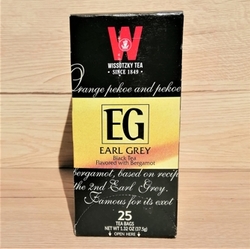 W
WISSOTZKY TEA
SINCE 1849
Orange pekoe and pekoe
EG
EARL GREY
Black Tea
Flavored with Bergamot
bergamot, based on recipe
the 2nd Earl Grey.
Famous for its exot
25
TEA BAGS
NET WT 1.32 OZ (37.5g)
OPEN HERE